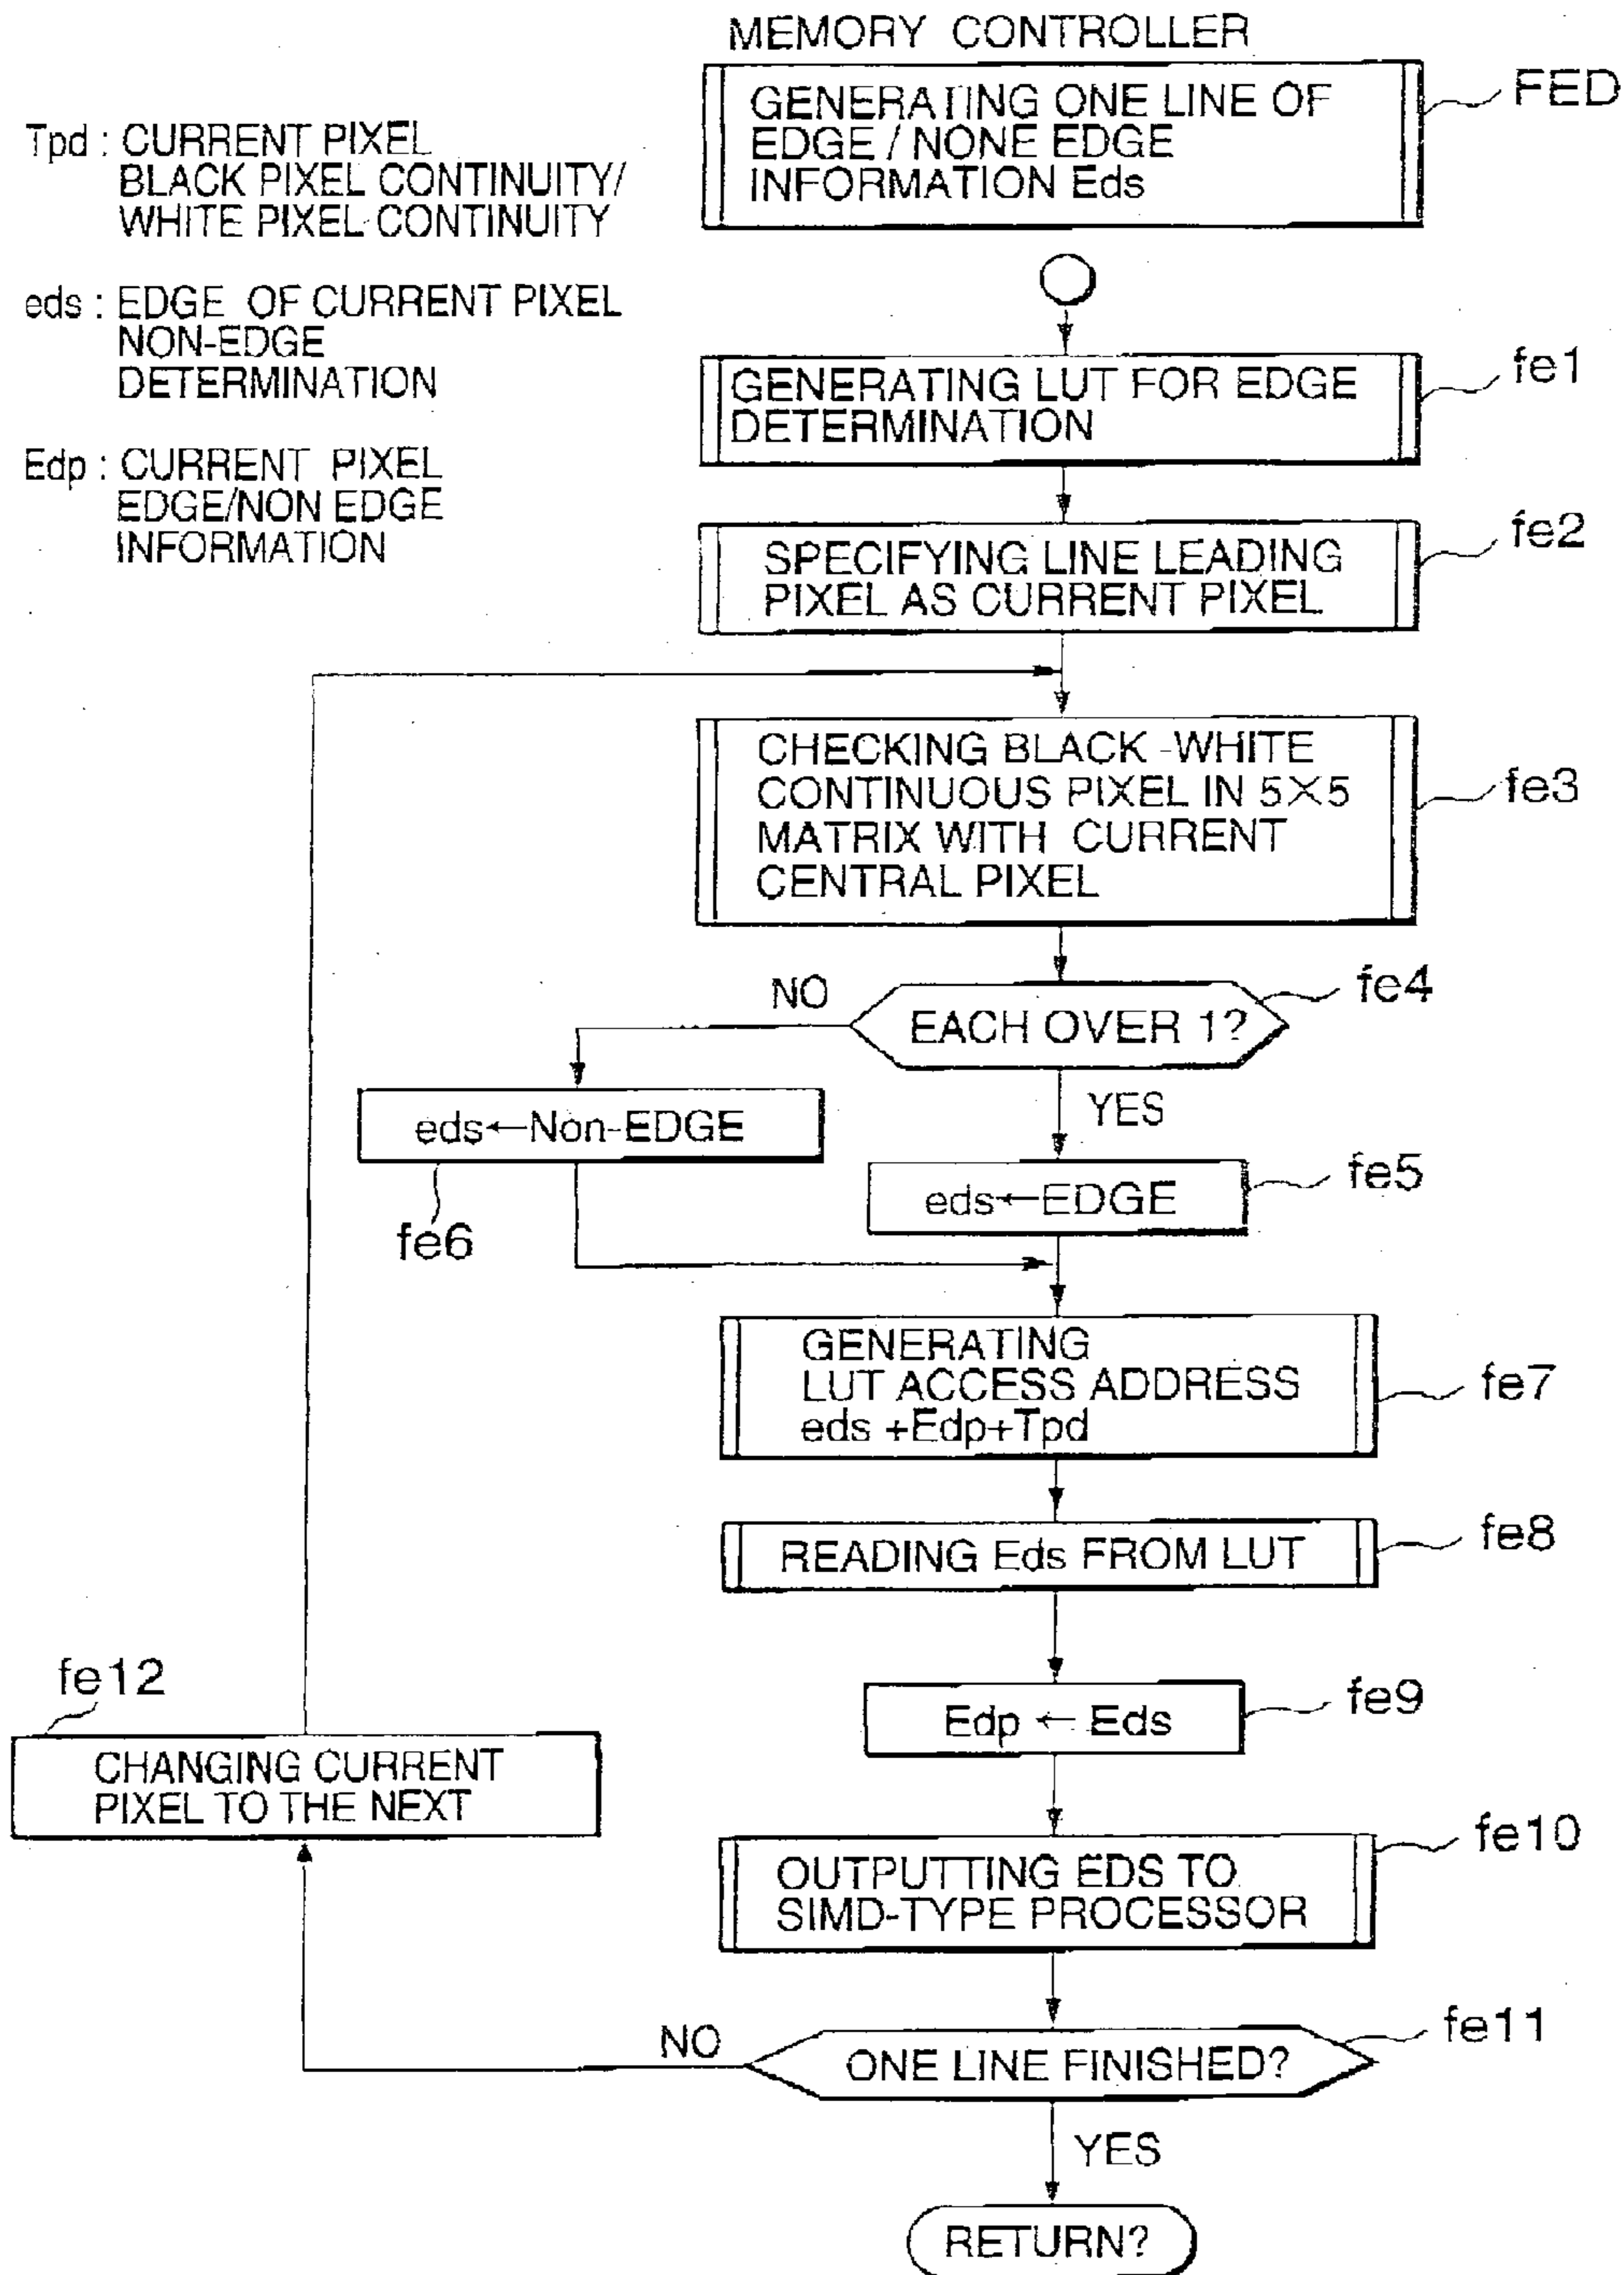 MEMORY CONTROLLER
GENERATING ONE LINE OF
EDGE / NONE EDGE
INFORMATION Eds
FED
Tpd : CURRENT PIXEL
BLACK PIXEL CONTINUITY/
WHITE PIXEL CONTINUITY
eds : EDGE OF CURRENT PIXEL
NON-EDGE
DETERMINATION
Edp : CURRENT PIXEL
EDGE/NON EDGE
INFORMATION
GENERATING LUT FOR EDGE
DETERMINATION
fe1
SPECIFYING LINE LEADING
PIXEL AS CURRENT PIXEL
fe2
CHECKING BLACK-WHITE
CONTINUOUS PIXEL IN 5×5
MATRIX WITH CURRENT
CENTRAL PIXEL
fe3
EACH OVER 1?
fe4
NO
YES
eds←Non-EDGE
fe6
eds←EDGE
fe5
GENERATING
LUT ACCESS ADDRESS
eds +Edp+Tpd
fe7
READING Eds FROM LUT
fe8
Edp ← Eds
fe9
fe12
CHANGING CURRENT
PIXEL TO THE NEXT
OUTPUTTING EDS TO
SIMD-TYPE PROCESSOR
fe10
ONE LINE FINISHED?
fe11
NO
YES
RETURN?